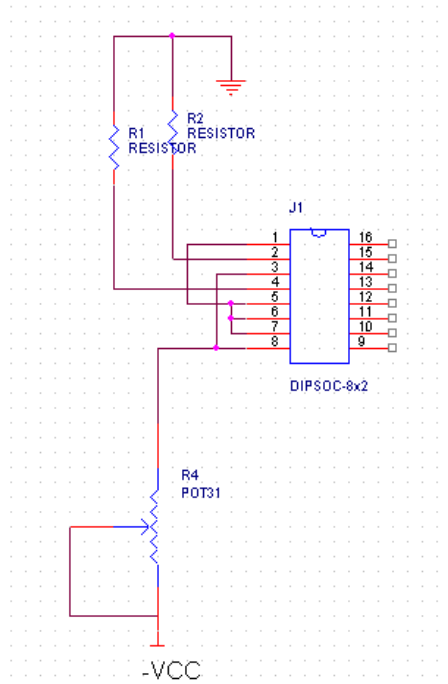 R2
RESISTOR
R1
RESISTOR
J1
1 16
2 15
3 14
4 13
5 12
6 11
7 10
8 9
DIPSOC-8x2
R4
POT31
-VCC